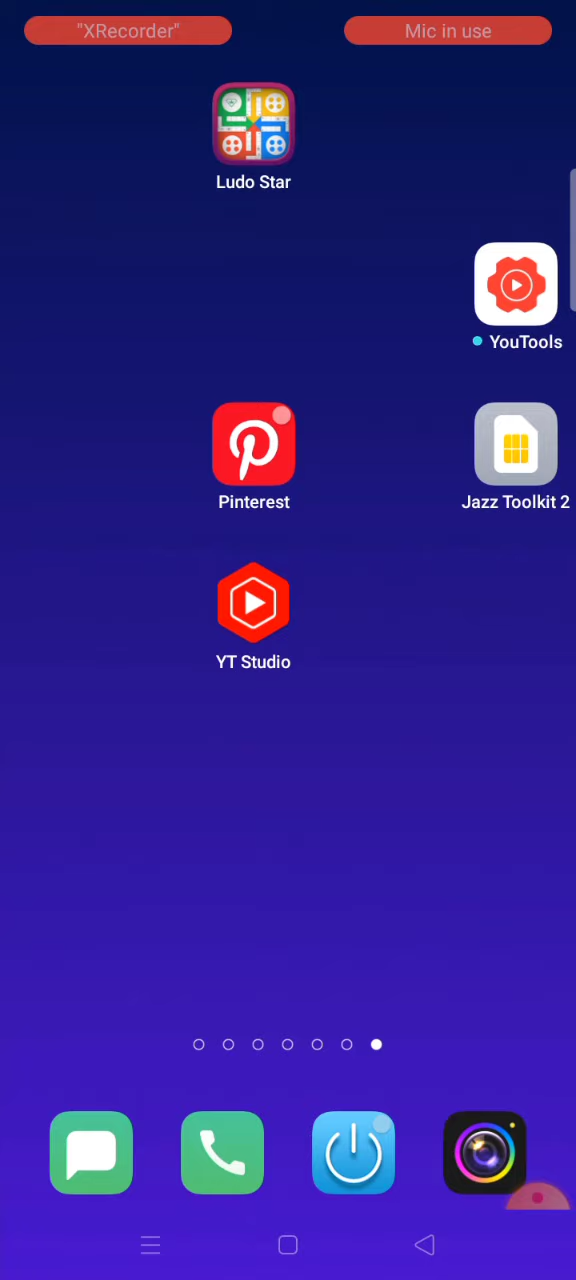 "XRecorder"
Mic in use
Ludo Star
YouTools
Pinterest
Jazz Toolkit 2
YT Studio